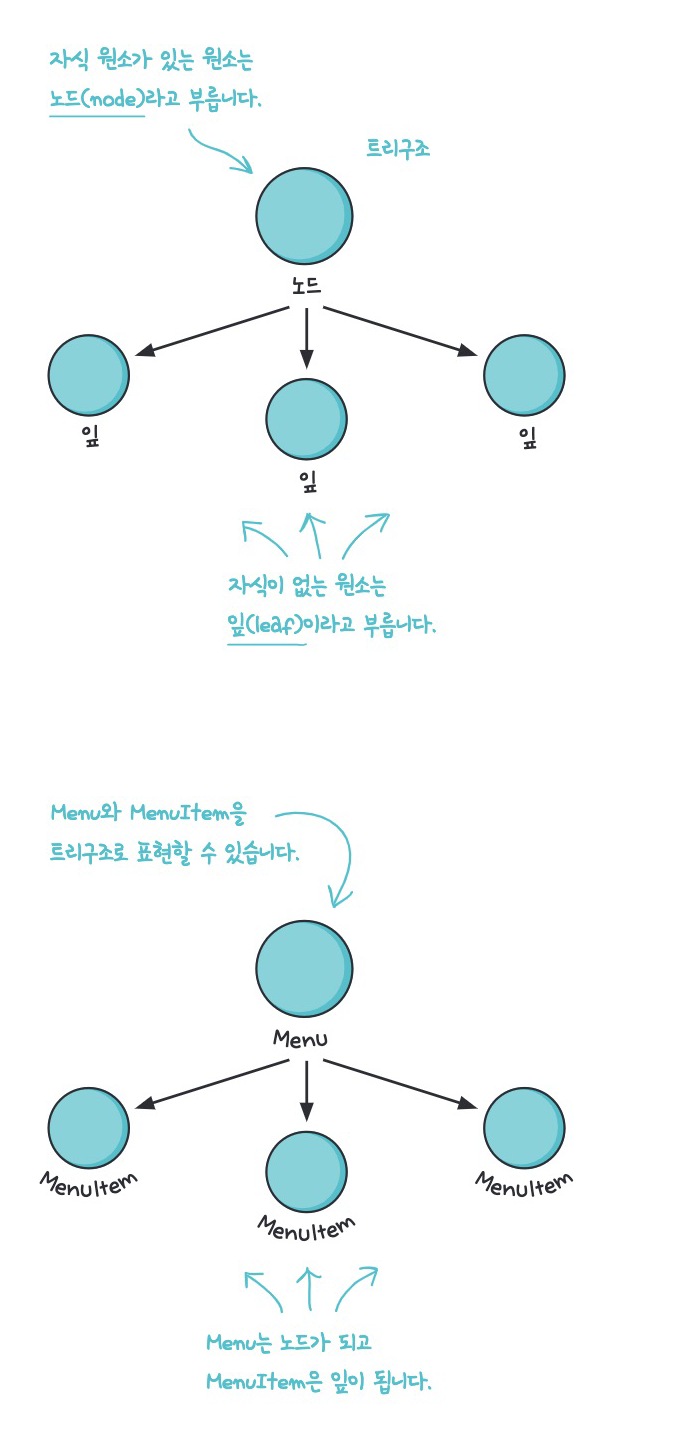 자식 원소가 있는 원소는
노드(node)라고 부릅니다.
트리구조
노드
잎
잎
잎
자식이 없는 원소는
잎(leaf)이라고 부릅니다.
Menu와 MenuItem을
트리구조로 표현할 수 있습니다.
Menu
MenuItem
MenuItem
MenuItem
Menu는 노드가 되고
MenuItem은 잎이 됩니다.